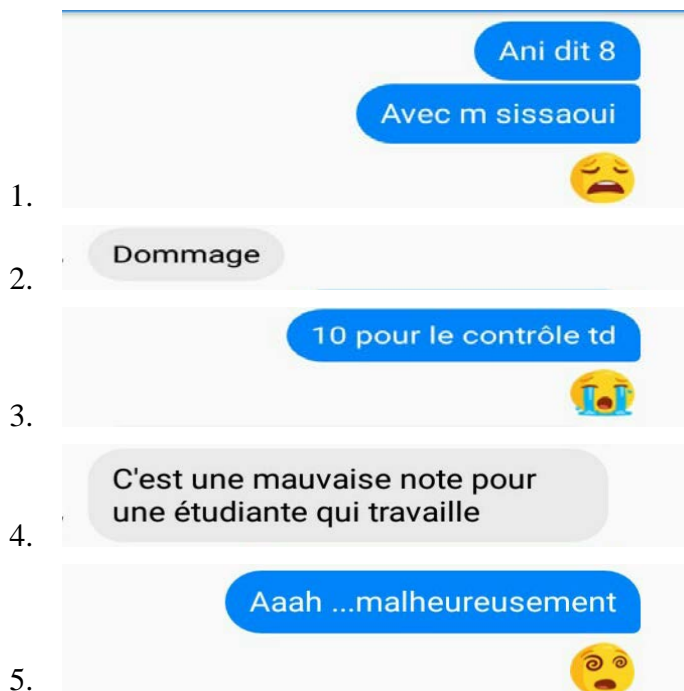 Ani dit 8
Avec m sissaoui
1.
Dommage
2.
10 pour le contrôle td
3.
C'est une mauvaise note pour
une étudiante qui travaille
4.
Aaah ...malheureusement
5.